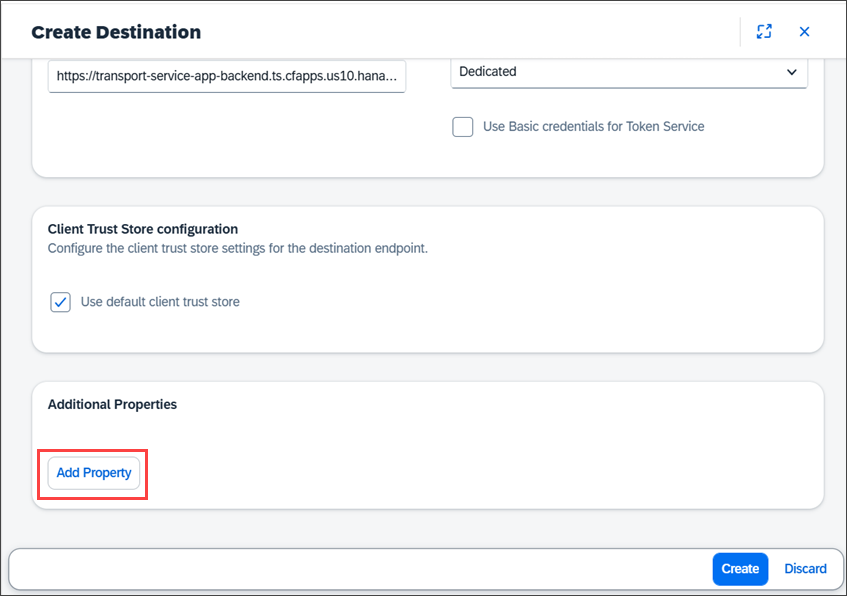 Create Destination
https://transport-service-app-backend.ts.cfapps.us10.hana...
Dedicated
Use Basic credentials for Token Service
Client Trust Store configuration
Configure the client trust store settings for the destination endpoint.
Use default client trust store
Additional Properties
Add Property
Create
Discard